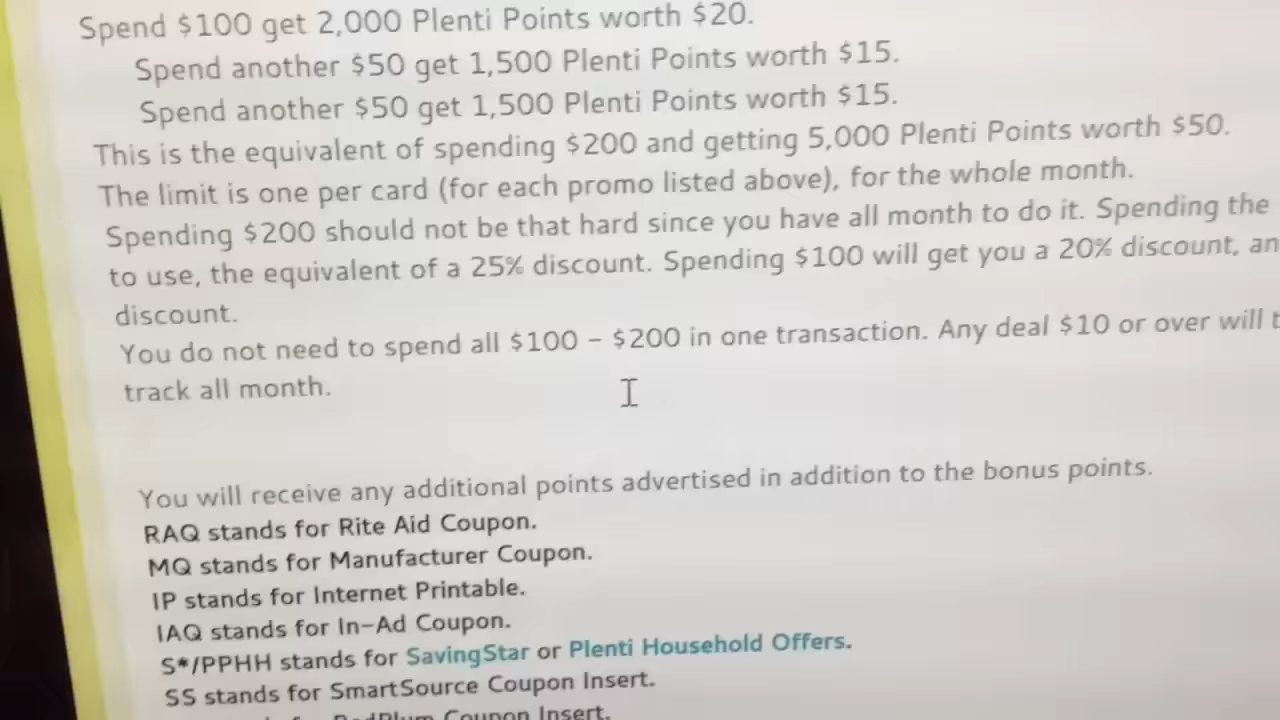 Spend $100 get 2,000 Plenti Points worth $20.
Spend another $50 get 1,500 Plenti Points worth $15.
Spend another $50 get 1,500 Plenti Points worth $15.
This is the equivalent of spending $200 and getting 5,000 Plenti Points worth $50.
The limit is one per card (for each promo listed above), for the whole month.
Spending $200 should not be that hard since you have all month to do it. Spending the
to use, the equivalent of a 25% discount. Spending $100 will get you a 20% discount,
discount.
You do not need to spend all $100 – $200 in one transaction. Any deal $10 or over will
track all month.
You will receive any additional points advertised in addition to the bonus points.
RAQ stands for Rite Aid Coupon.
MQ stands for Manufacturer Coupon.
IP stands for Internet Printable.
IAQ stands for In-Ad Coupon.
S*/PPHH stands for SavingStar or Plenti Household Offers.
SS stands for SmartSource Coupon Insert.
RedPlum Coupon Insert.